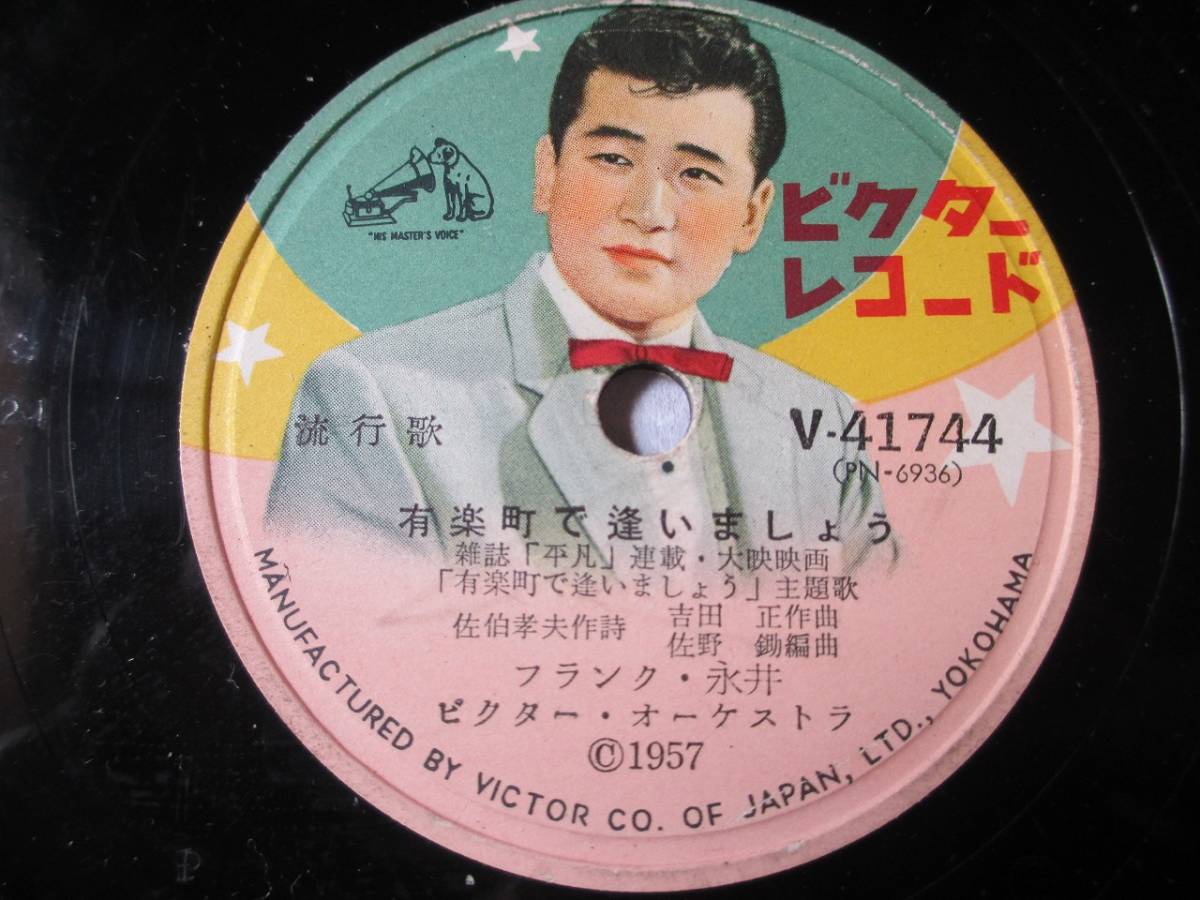 "HIS MASTER'S VOICE"
ビクター
レコード
流行歌
V-41744
(PN-6936)
有楽町で逢いましょう
雑誌「平凡」連載・大映映画
「有楽町で逢いましょう」主題歌
佐伯孝夫作詩
吉田 正作曲
佐野 鋤編曲
フランク・永井
ビクター・オーケストラ
©1957
MANUFACTURED BY VICTOR CO. OF JAPAN, LTD., YOKOHAMA